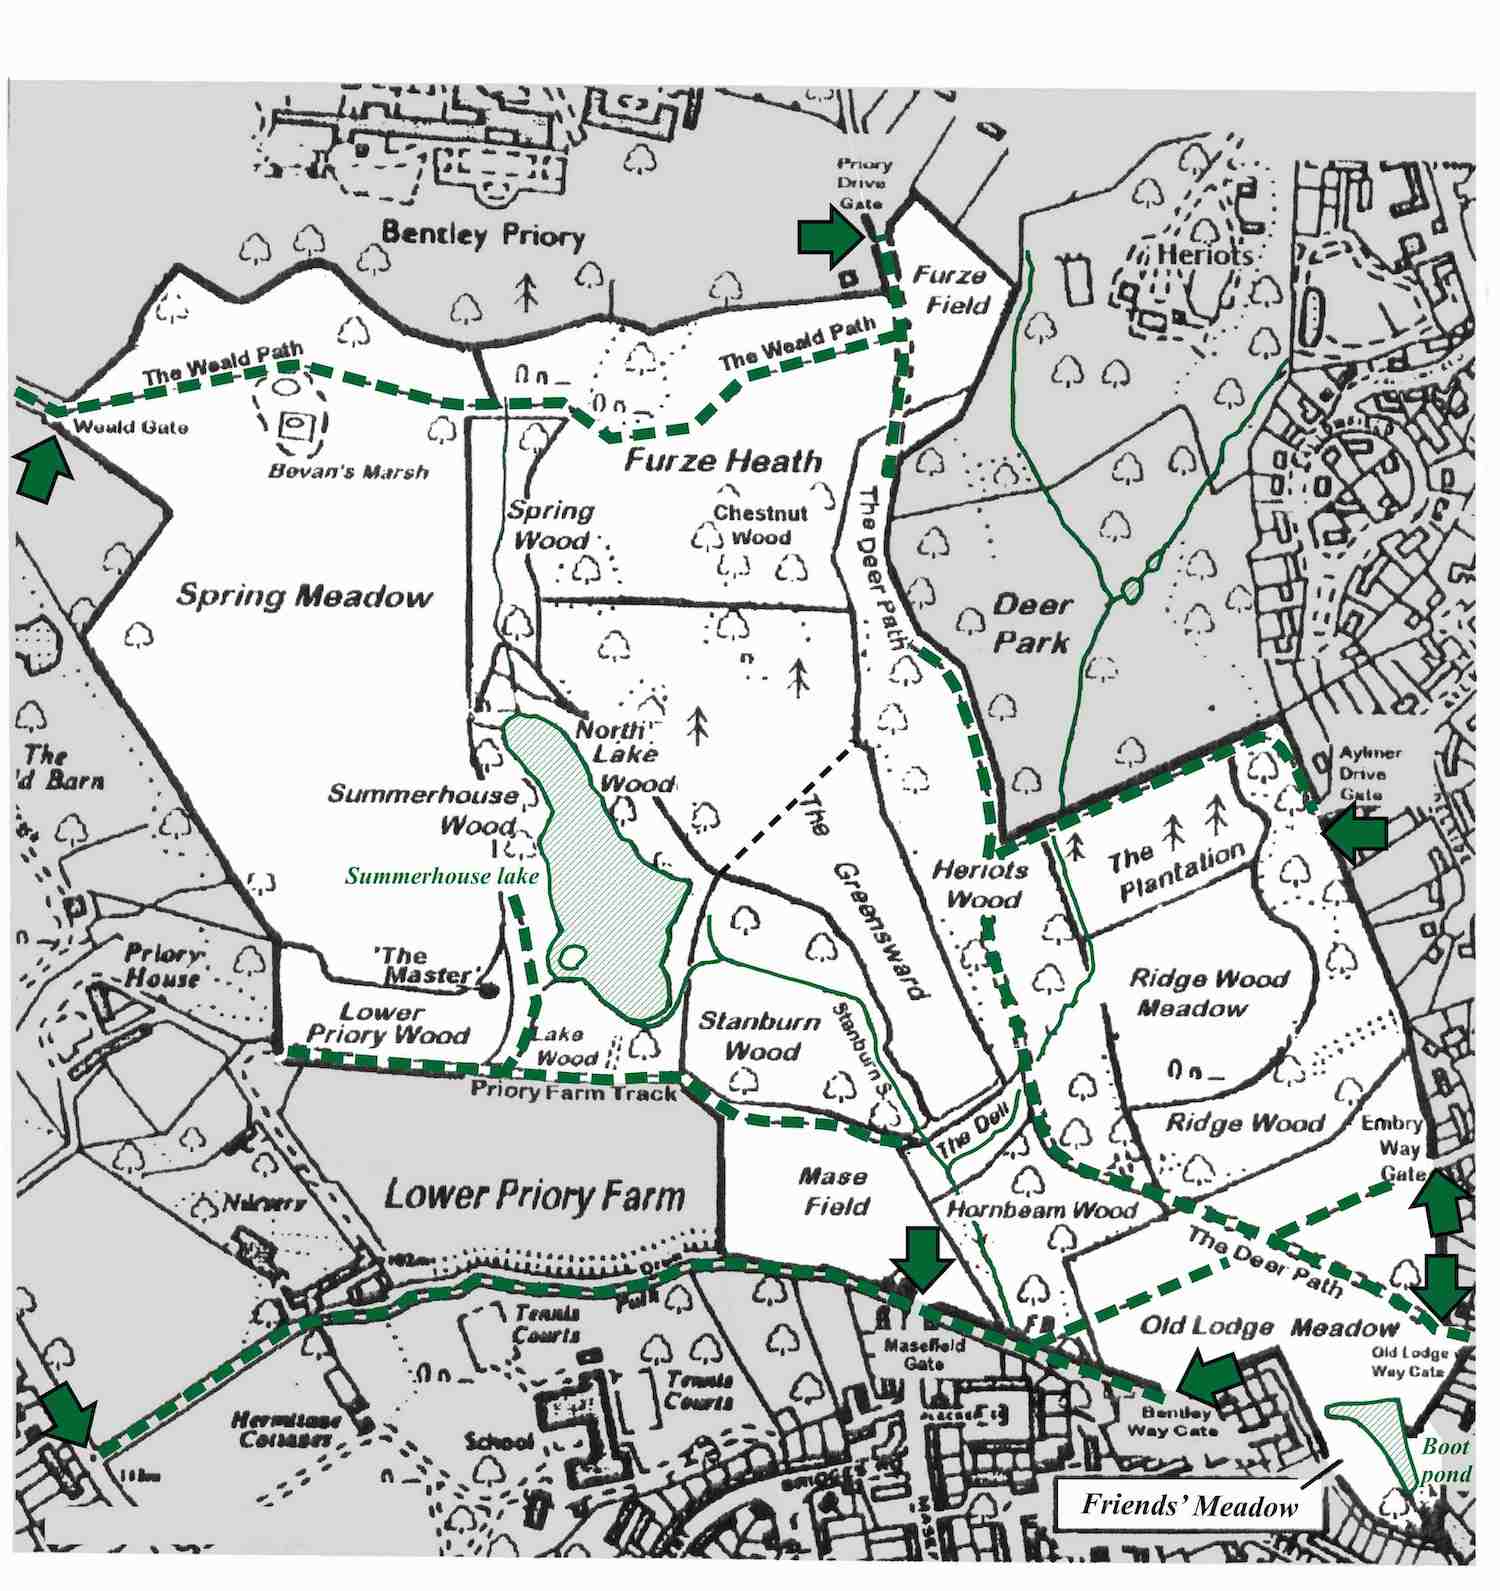 Priory
Drive
Gate
Bentley Priory
Heriots
Furze
Field
The Weald Path
The Weald Path
Weald Gate
Bevan's Marsh
Furze Heath
Spring
Wood
Chestnut
Wood
The Deer Path
Spring Meadow
Deer
Park
North
Lake
Wood
The
Barn
Summerhouse
Wood
Aylmer
Drive
Gate
The
Greensward
The
Plantation
Summerhouse lake
Heriots
Wood
Priory
House
'The
Master'
Ridge Wood
Meadow
Lower
Priory Wood
Stanburn
Wood
Stanburn S.
Lake
Wood
Priory Farm Track
The Dell
Ridge Wood
Embry
Way
Gate
Lower Priory Farm
Mase
Field
Nursery
Hornbeam Wood
The Deer Path
Tennis
Courts
Old Lodge Meadow
Masefield
Gate
Old Lodge
Way Gate
Tennis
Courts
Hermitage
Cottages
School
Bentley
Way Gate
Boot
pond
Friends' Meadow